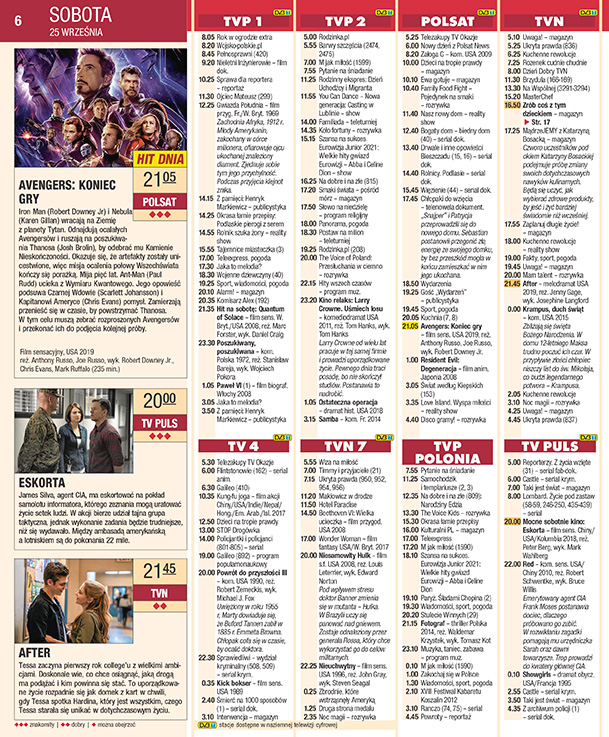 6
SOBOTA
25 WRZEŚNIA
HIT DNIA
21 05
POLSAT
AVENGERS: KONIEC
GRY
Iron Man (Robert Downey Jr) i Nebula
(Karen Gillan) wracają na Ziemię
z planety Tytan. Odnajdują ocalałych
Avengersów i ruszają na poszukiwa-
nia Thanosa (Josh Brolin), by odebrać mu Kamienie
Nieskończoności. Okazuje się, że artefakty zostały uni-
cestwione, więc misja ocalenia połowy Wszechświata
kończy się porażką. Mija pięć lat. Ant-Man (Paul
Rudd) ucieka z Wymiaru Kwantowego. Jego opowieść
podsuwa Czarnej Wdowie (Scarlett Johansson) i
Kapitanowi Ameryce (Chris Evans) pomysł. Zamierzają
przenieść się w czasie, by powstrzymać Thanosa.
W tym celu muszą zebrać rozproszonych Avengersów
i przekonać ich do podjęcia kolejnej próby.
Film sensacyjny, USA 2019
reż. Anthony Russo, Joe Russo, wyk. Robert Downey Jr.,
Chris Evans, Mark Ruffalo (235 min.)
20 00
TV PULS
ESKORTA
James Silva, agent CIA, ma eskortować na pokład
samolotu informatora, którego zeznania mogą uratować
życie setek ludzi. W akcji bierze udział tajna grupa
taktyczna, jednak wykonanie zadania będzie trudniejsze,
niż się wydawało. Między ambasadą amerykańską
a lotniskiem są do pokonania 22 mile.
21 45
TVN
AFTER
Tessa zaczyna pierwszy rok college'u z wielkimi ambi-
cjami. Doskonale wie, co chce osiągnąć, jaką drogą
ma podążać i kim powinna się stać. To uporządkowa-
ne życie rozpadnie się jak domek z kart w chwili,
gdy Tessa spotka Hardina, który jest wszystkim, czego
Tessa starała się unikać w dotychczasowym życiu.
znakomity dobry można obejrzeć
TVP 1
8.05 Rok w ogrodzie extra
8.20 Wojsko-polskie.pl
8.45 Pełnosprawni (420)
9.20 Nieletni Inżynierowie – film
dok.
10.25 Sprawa dla reportera
– reportaż
11.30 Ojciec Mateusz (299)
12.25 Gwiazda Południa – film
przyg. Fr./W. Bryt. 1969
Zachodnia Afryka, 1912 r.
Młody Amerykanin,
zakochany w córce
milionera, ofiarowuje ojcu
ukochanej znaleziony
diament. Zyskuje sobie
tym jego przychylność.
Podczas przyjęcia klejnot
znika.
14.15 Z pamięci Henryk
Markiewicz – publicystyka
14.25 Okrasa łamie przepisy:
Podlaskie pierogi z serem
14.55 Rolnik szuka żony – reality
show
15.55 Tajemnice miasteczka (3)
17.00 Teleexpress, pogoda
17.30 Jaka to melodia?
18.30 Wojenne dziewczyny (40)
19.25 Sport, wiadomości, pogoda
20.10 Alarm! – magazyn
20.35 Komisarz Alex (192)
21.35 Hit na sobotę: Quantum
of Solace – film sens. W.
Bryt./USA 2008, reż. Marc
Forster, wyk. Daniel Craig
23.30 Poszukiwany,
poszukiwana – kom.
Polska 1972, reż. Stanisław
Bareja, wyk. Wojciech
Pokora
1.05 Paweł VI (1) – film biograf.
Włochy 2008
3.05 Jaka to melodia?
3.50 Z pamięci Henryk
Markiewicz – publicystyka
TVP 2
5.00 Rodzinka.pl
5.55 Barwy szczęścia (2474,
2475)
7.00 M jak miłość (1599)
7.55 Pytanie na śniadanie
11.25 Rodzinny ekspres: Dzień
Uchodźcy i Migranta
11.55 You Can Dance – Nowa
generacja: Casting w
Lublinie – show
14.00 Familiada – teleturniej
14.35 Koło fortuny – rozrywka
15.15 Szansa na sukces.
Eurowizja Junior 2021:
Wielkie hity gwiazd
Eurowizji – Abba i Celine
Dion – show
16.25 Na dobre i na złe (815)
17.20 Smaki świata – pośród
mórz – magazyn
17.50 Słowo na niedzielę
– program religijny
18.00 Panorama, pogoda
18.30 Postaw na milion
– teleturniej
19.25 Rodzinka.pl (208)
20.00 The Voice of Poland:
Przesłuchania w ciemno
– rozrywka
22.15 Hity wszech czasów
– program muz.
23.20 Kino relaks: Larry
Crowne. Uśmiech losu
– komediodramat USA
2011, reż. Tom Hanks, wyk.
Tom Hanks
Larry Crowne od wielu lat
pracuje w tej samej firmie
i prowadzi uporządkowane
życie. Pewnego dnia traci
posadę, bo nie skończył
studiów. Postanawia to
nadrobić.
1.05 Ostateczna operacja
– dramat hist. USA 2018
3.15 Samba – kom. Fr. 2014
POLSAT
5.25 Telezakupy TV Okazje
6.00 Nowy dzień z Polsat News
8.20 Załoga G – kom. USA 2009
10.00 Dzieci na tropie prawdy
– magazyn
10.10 Ewa gotuje – magazyn
10.40 Family Food Fight –
Pojedynek na smaki
– rozrywka
11.40 Nasz nowy dom – reality
show
12.40 Bogaty dom – biedny dom
(40) – serial dok.
13.40 Drwale i inne opowieści
Bieszczadu (15, 16) – serial
dok.
14.40 Rolnicy. Podlasie – serial
dok.
15.45 Więzienie (44) – serial dok.
17.45 Chłopaki do wzięcia
– telenowela dokument.
„Snajper" i Patrycja
przeprowadzili się do
nowego domu. Sebastian
postanowił przegonić złą
energię ze swojego domu,
by bez przeszkód mogła w
końcu zamieszkać w nim
jego ukochana.
18.50 Wydarzenia
19.25 Gość „Wydarzeń"
– publicystyka
19.45 Sport, pogoda
20.05 Kuchnia (7, 8)
21.05 Avengers: Koniec gry
– film sens. USA 2019, reż.
Anthony Russo, Joe Russo,
wyk. Robert Downey Jr.
1.00 Resident Evil:
Degeneracja – film anim.
Japonia 2008
3.05 Świat według Kiepskich
(153)
3.35 Love Island. Wyspa miłości
– reality show
4.40 Disco gramy! – rozrywka
TVN
5.10 Uwaga! – magazyn
5.25 Ukryta prawda (836)
6.25 Kuchenne rewolucje
7.25 Rozenek cudnie chudnie
8.00 Dzień Dobry TVN
11.30 Brzydula (165-169)
13.30 Na Wspólnej (3291-3294)
15.20 MasterChef
16.50 Zrób coś z tym
dzieckiem – magazyn
Str. 17
17.25 MądrzeJEMY z Katarzyną
Bosacką – magazyn
Czworo uczestników pod
okiem Katarzyny Bosackiej
podejmuje próbę zmiany
swoich dotychczasowych
nawyków kulinarnych.
Będą się uczyć, jak
wybierać zdrowe produkty,
by jeść i żyć bardziej
świadomie niż wcześniej.
17.55 Zaplanuj długie życie!
– magazyn
18.00 Kuchenne rewolucje
– reality show
19.00 Fakty, sport, pogoda
19.45 Uwaga! – magazyn
20.00 Mam talent – rozrywka
21.45 After – melodramat USA
2019, reż. Jenny Gage,
wyk. Josephine Langford
0.00 Krampus, duch świąt
– kom. USA 2015
Zbliżają się święta
Bożego Narodzenia. W
domu 12-letniego Maksa
trudno poczuć ich czar. W
przypływie złości chłopiec
niszczy list do św. Mikołaja,
co budzi legendarnego
potwora – Krampusa.
2.05 Kuchenne rewolucje
3.10 Noc magii – rozrywka
4.25 Uwaga! – magazyn
4.45 Ukryta prawda (837)
TV 4
5.30 Telezakupy TV Okazje
6.00 Flintstonowie (162) – serial
anim.
6.30 Galileo (410)
10.35 Kung-fu joga – film akcji
Chiny/USA/Indie/Nepal/
Hong./Em. Arab./Isl. 2017
12.50 Dzieci na tropie prawdy
13.00 STOP Drogówka
14.00 Policjantki i policjanci
(801-805) – serial
19.00 Galileo (892) – program
popularnonaukowy
20.00 Powrót do przyszłości III
– kom. USA 1990, reż.
Robert Zemeckis, wyk.
Michael J. Fox
Uwięziony w roku 1955
r. Marty dowiaduje się,
że Buford Tannen zabił w
1885 r. Emmetta Browna.
Chłopak cofa się w czasie,
by ocalić doktora.
22.30 Sprawiedliwi – wydział
kryminalny (508, 509)
– serial krym.
0.35 Kick bokser – film sens.
USA 1989
2.40 Śmierć na 1000 sposobów
(1) – serial dok.
3.10 Interwencja – magazyn
TVN 7
5.55 Wiza na miłość
7.00 Timmy i przyjaciele (21)
7.15 Ukryta prawda (950, 952,
954, 956)
11.20 Makłowicz w drodze
11.50 Hotel Paradise
14.50 Beethoven VI: Wielka
ucieczka – film przygod.
USA 2008
17.00 Wonder Woman – film
fantasy USA/W. Bryt. 2017
20.00 Niesamowity Hulk – film
s.f. USA 2008, reż. Louis
Leterrier, wyk. Edward
Norton
Pod wpływem stresu
doktor Banner zmienia
się w mutanta – Hulka.
W Brazylii uczy się
panować nad gniewem.
Zostaje odnaleziony przez
generała Rossa, który chce
wykorzystać go do celów
militarnych.
22.25 Nieuchwytny – film sens.
USA 1996, reż. John Gray,
wyk. Steven Seagal
0.25 Zbrodnie, które
wstrząsnęły Ameryką
1.25 Druga strona medalu
2.35 Noc magii – rozrywka
TVP
POLONIA
7.55 Pytanie na śniadanie
11.25 Samochodzik
i templariusze (2, 3)
12.35 Na dobre i na złe (809):
Narodziny Edzia
13.30 The Voice Kids – rozrywka
15.30 Okrasa łamie przepisy
16.00 Kulturalni PL – magazyn
17.00 Teleexpress
17.20 M jak miłość (1590)
18.10 Szansa na sukces.
Eurowizja Junior 2021:
Wielkie hity gwiazd
Eurowizji – Abba i Celine
Dion
19.10 Paryż. Śladami Chopina (2)
19.30 Wiadomości, sport, pogoda
20.20 Stulecie Winnych (29)
21.15 Fotograf – thriller Polska
2014, reż. Waldemar
Krzystek, wyk. Tomasz Kot
23.10 Muzyka, taniec, zabawa
– program muz.
0.10 M jak miłość (1590)
1.00 Zakochaj się w Polsce
1.30 Wiadomości, sport, pogoda
2.10 XVIII Festiwal Kabaretu
Koszalin 2012
3.10 Ranczo (74, 75) – serial
4.45 Powroty – reportaż
TV PULS
5.00 Reporterzy. Z życia wzięte
(31) – serial fab-dok.
6.00 Castle – serial krym.
7.00 Taki jest świat – magazyn
8.00 Lombard. Życie pod zastaw
(58-59, 245-250, 435-439)
– serial
20.00 Mocne sobotnie kino:
Eskorta – film sens. Chiny/
USA/Kolumbia 2018, reż.
Peter Berg, wyk. Mark
Wahlberg
22.00 Red – kom. sens. USA/
Chiny 2010, reż. Robert
Schwentke, wyk. Bruce
Willis
Emerytowany agent CIA
Frank Moses postanawia
dociec, dlaczego
próbowano go zabić.
W rozwikłaniu zagadki
pomagają mu urzędniczka
Sarah oraz dawni
towarzysze. Trop prowadzi
do kwatery głównej CIA.
0.10 Showgirls – dramat obycz.
USA/Francja 1995
2.55 Castle – serial krym.
3.50 Taki jest świat – magazyn
4.35 Z archiwum policji (1)
– serial dok.
DVB-T stacje dostępne w naziemnej telewizji cyfrowej